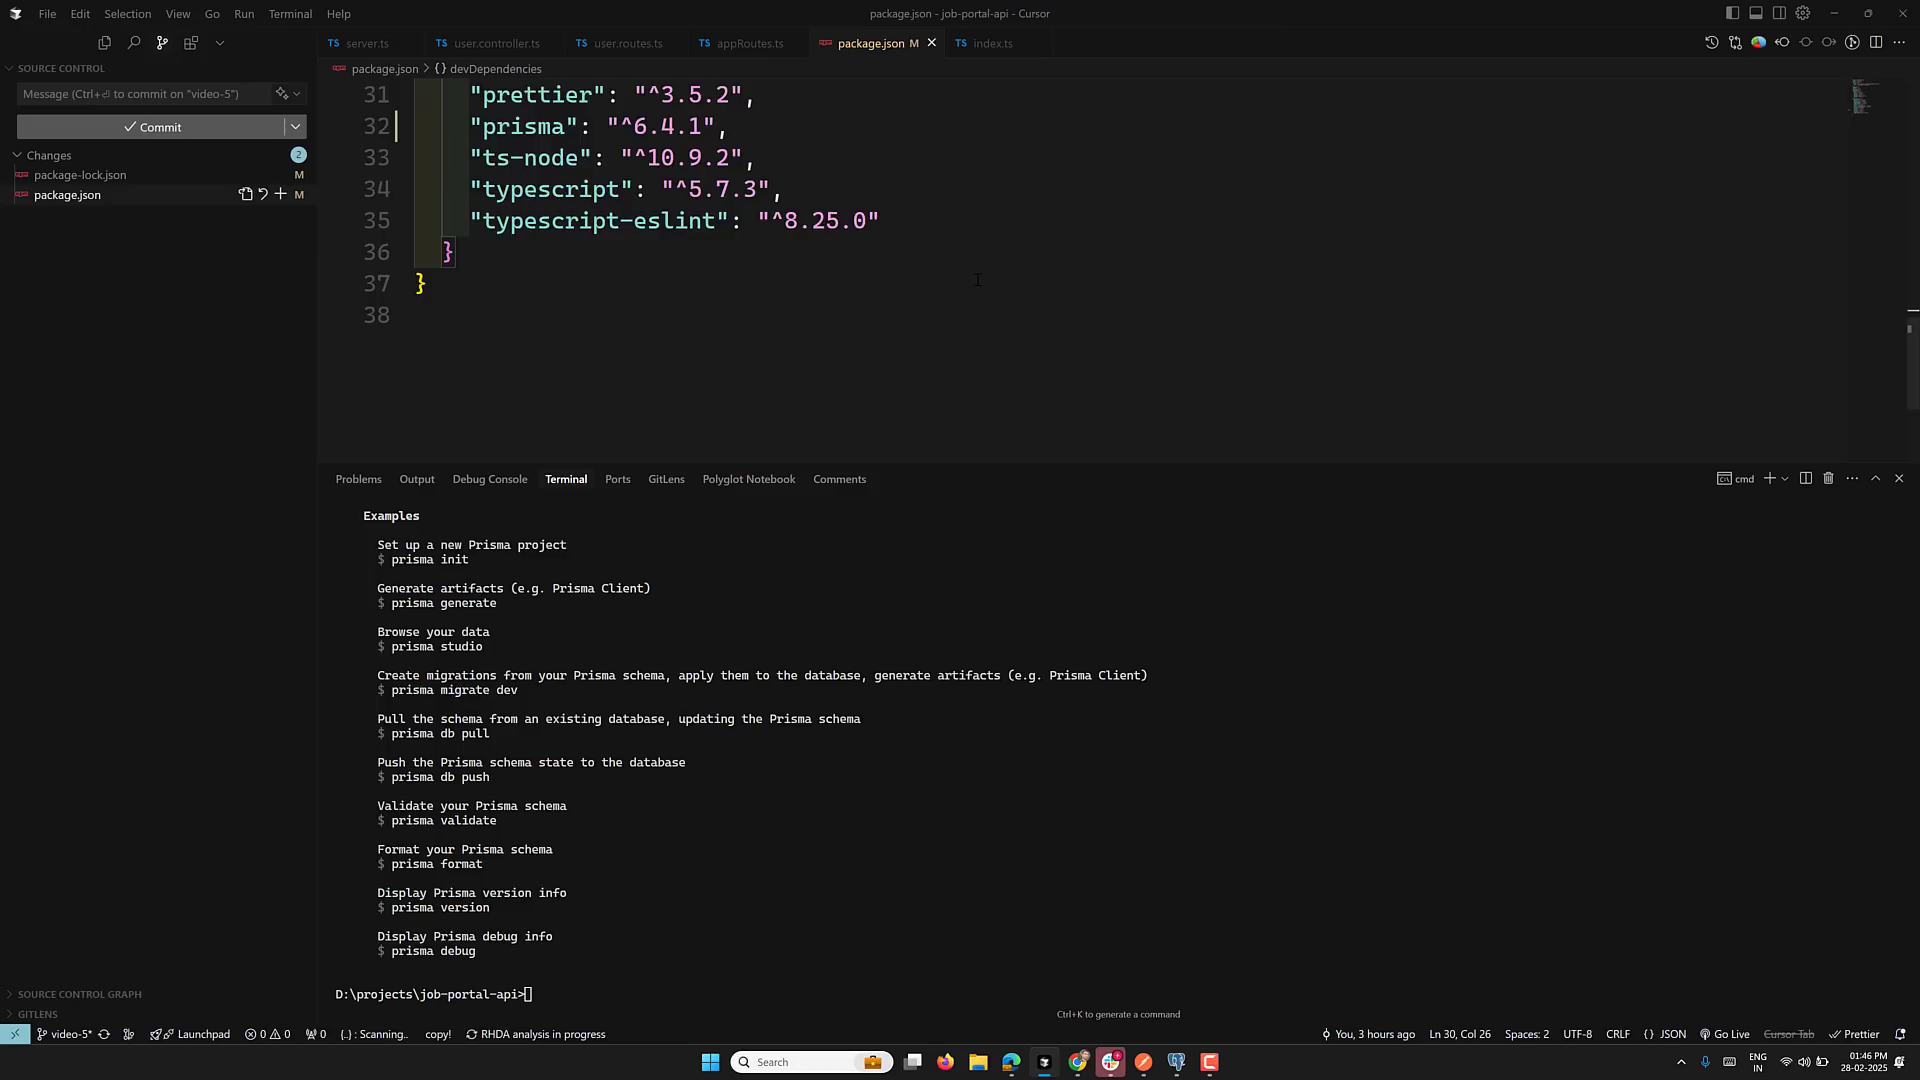 File Edit Selection View Go Run Terminal Help
package.json - job-portal-api - Cursor
TS server.ts TS user.controller.ts TS user.routes.ts TS appRoutes.ts package.json M TS index.ts
SOURCE CONTROL
Message (Ctrl+⏎ to commit on "video-5")
Commit
Changes 2
package-lock.json M
package.json M
package.json > {} devDependencies
31 "prettier": "^3.5.2",
32 "prisma": "^6.4.1",
33 "ts-node": "^10.9.2",
34 "typescript": "^5.7.3",
35 "typescript-eslint": "^8.25.0"
36 }
37 }
38
Problems Output Debug Console Terminal Ports GitLens Polyglot Notebook Comments
cmd
Examples
Set up a new Prisma project
$ prisma init
Generate artifacts (e.g. Prisma Client)
$ prisma generate
Browse your data
$ prisma studio
Create migrations from your Prisma schema, apply them to the database, generate artifacts (e.g. Prisma Client)
$ prisma migrate dev
Pull the schema from an existing database, updating the Prisma schema
$ prisma db pull
Push the Prisma schema state to the database
$ prisma db push
Validate your Prisma schema
$ prisma validate
Format your Prisma schema
$ prisma format
Display Prisma version info
$ prisma version
Display Prisma debug info
$ prisma debug
D:\projects\job-portal-api>
Ctrl+K to generate a command
SOURCE CONTROL GRAPH
GITLENS
video-5* Launchpad 0 0 0 {..} : Scanning.. copy! RHDA analysis in progress
You, 3 hours ago Ln 30, Col 26 Spaces: 2 UTF-8 CRLF {} JSON Go Live Cursor Tab Prettier
Search
ENG
IN
01:46 PM
28-02-2025